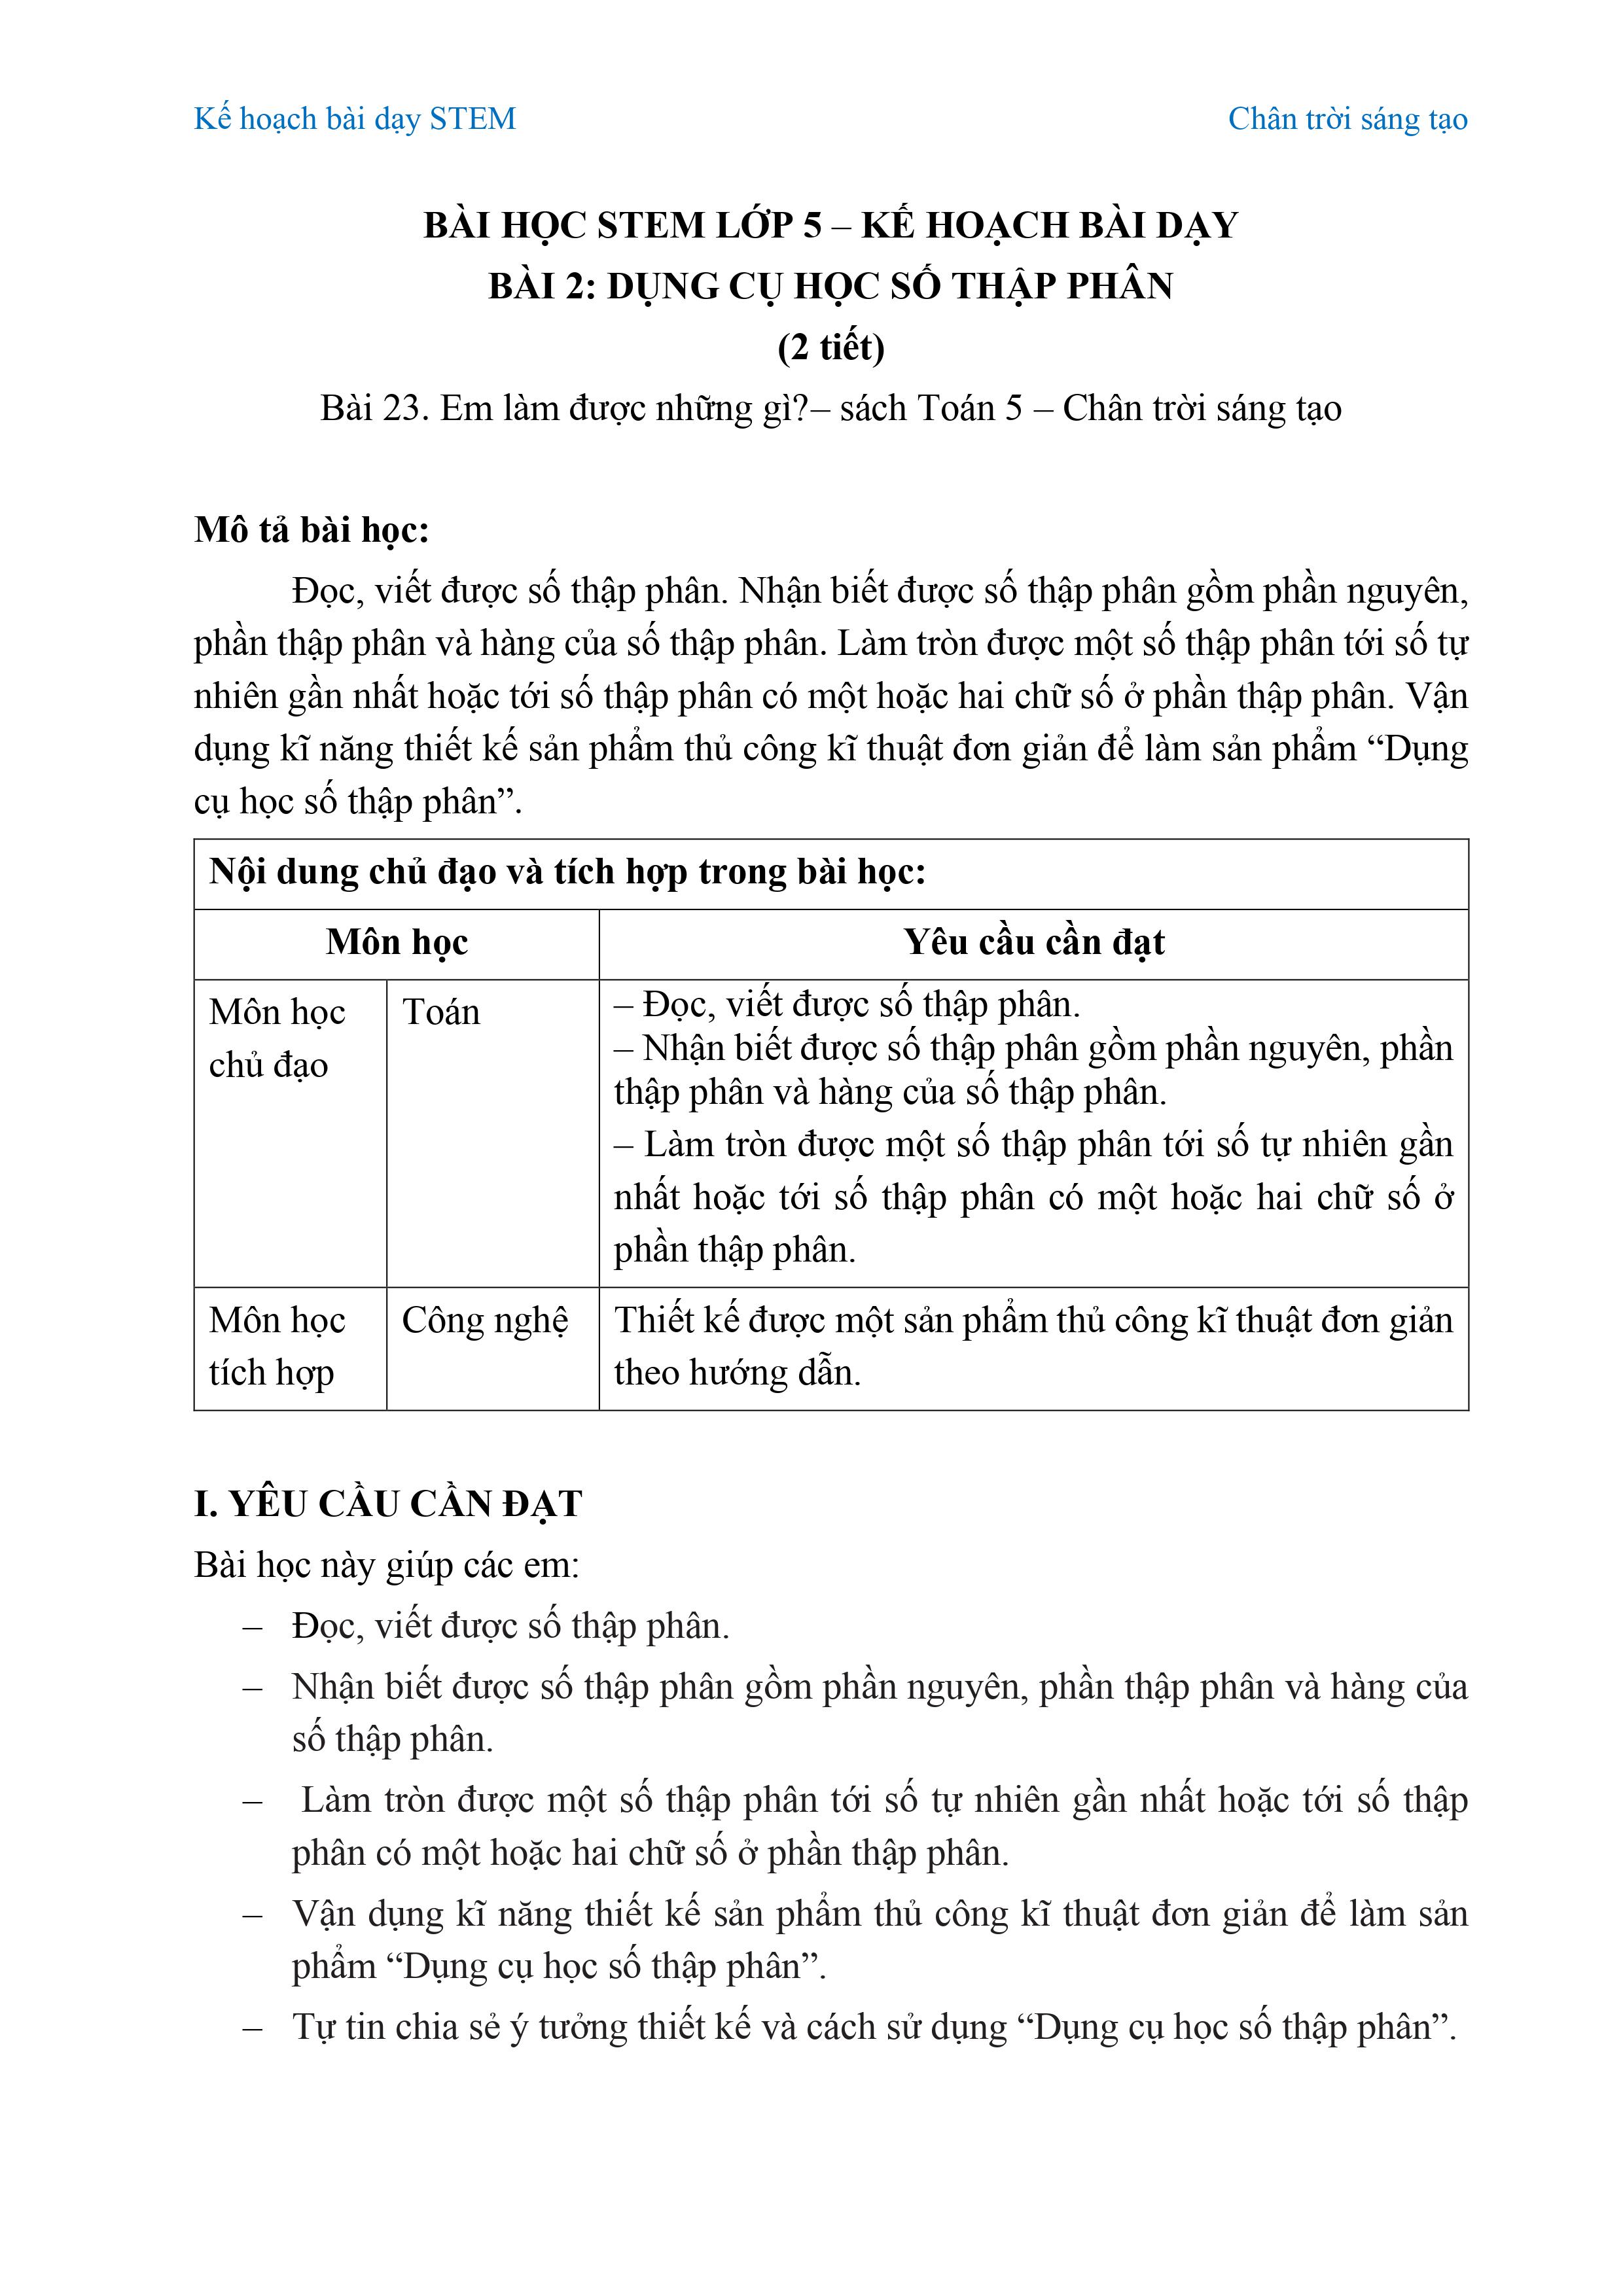 Kế hoạch bài dạy STEM Chân trời sáng tạo
BÀI HỌC STEM LỚP 5 – KẾ HOẠCH BÀI DẠY
BÀI 2: DỤNG CỤ HỌC SỐ THẬP PHÂN
(2 tiết)
Bài 23. Em làm được những gì?– sách Toán 5 – Chân trời sáng tạo
Mô tả bài học:
Đọc, viết được số thập phân. Nhận biết được số thập phân gồm phần nguyên,
phần thập phân và hàng của số thập phân. Làm tròn được một số thập phân tới số tự
nhiên gần nhất hoặc tới số thập phân có một hoặc hai chữ số ở phần thập phân. Vận
dụng kĩ năng thiết kế sản phẩm thủ công kĩ thuật đơn giản để làm sản phẩm “Dụng
cụ học số thập phân”.
Nội dung chủ đạo và tích hợp trong bài học:
Môn học Yêu cầu cần đạt
Môn học
chủ đạo
Toán
– Đọc, viết được số thập phân.
– Nhận biết được số thập phân gồm phần nguyên, phần
thập phân và hàng của số thập phân.
– Làm tròn được một số thập phân tới số tự nhiên gần
nhất hoặc tới số thập phân có một hoặc hai chữ số ở
phần thập phân.
Môn học
tích hợp
Công nghệ
Thiết kế được một sản phẩm thủ công kĩ thuật đơn giản
theo hướng dẫn.
I. YÊU CẦU CẦN ĐẠT
Bài học này giúp các em:
– Đọc, viết được số thập phân.
– Nhận biết được số thập phân gồm phần nguyên, phần thập phân và hàng của
số thập phân.
– Làm tròn được một số thập phân tới số tự nhiên gần nhất hoặc tới số thập
phân có một hoặc hai chữ số ở phần thập phân.
– Vận dụng kĩ năng thiết kế sản phẩm thủ công kĩ thuật đơn giản để làm sản
phẩm “Dụng cụ học số thập phân”.
– Tự tin chia sẻ ý tưởng thiết kế và cách sử dụng “Dụng cụ học số thập phân”.